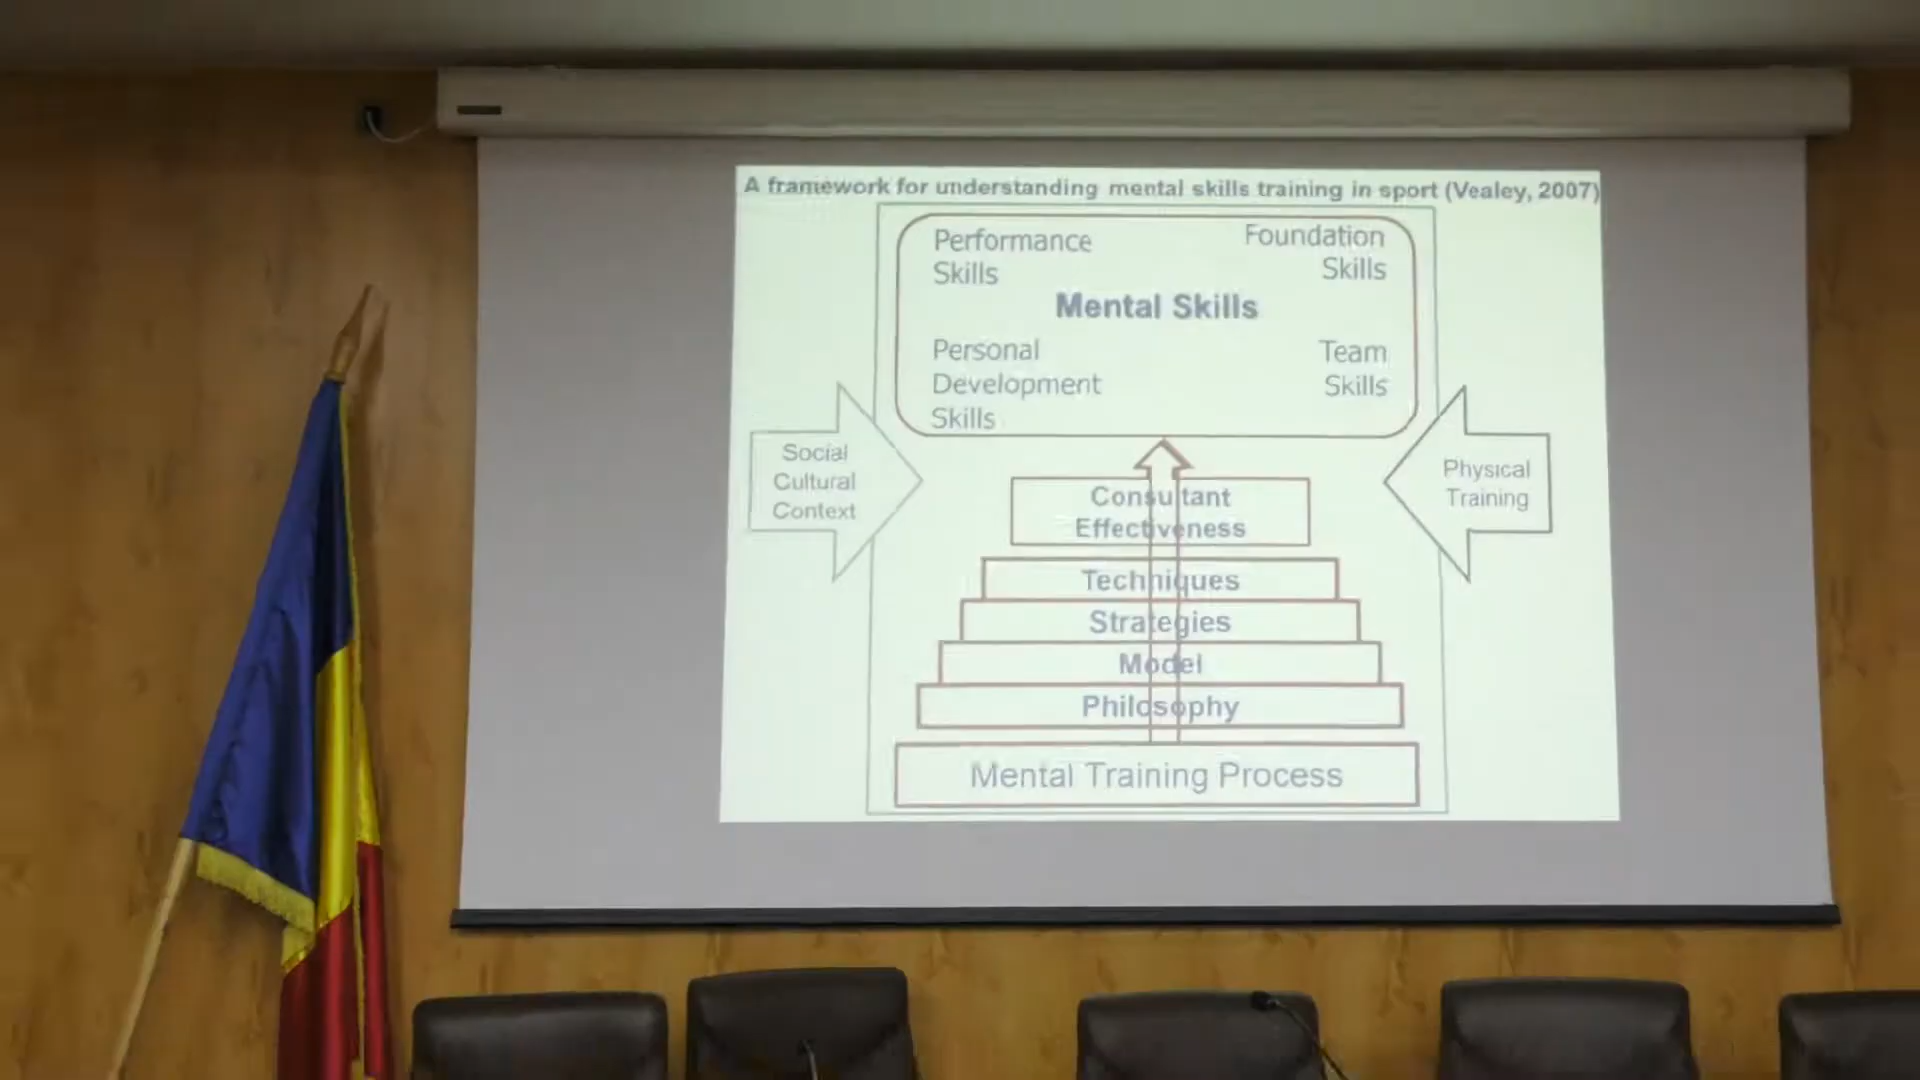 A framework for understanding mental skills training in sport (Vealey, 2007)
Performance
Skills
Foundation
Skills
Mental Skills
Personal
Development
Skills
Team
Skills
Social
Cultural
Context
Physical
Training
Consultant
Effectiveness
Techniques
Strategies
Model
Philosophy
Mental Training Process